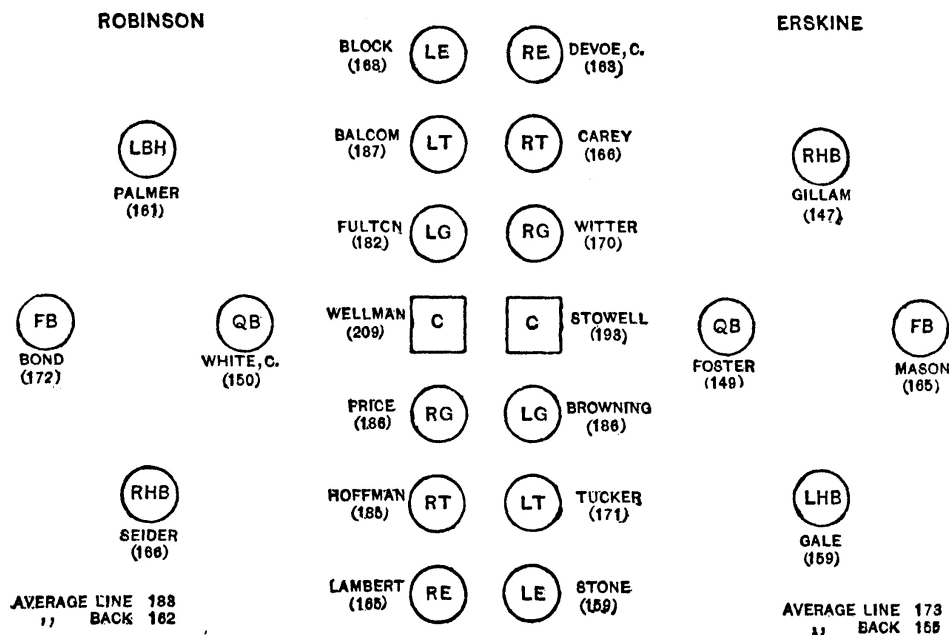 ROBINSON
ERSKINE
BLOCK
(168)
LE
RE
DEVOE, C.
(163)
LBH
PALMER
(161)
BALCOM
(187)
LT
RT
CAREY
(166)
RHB
GILLAM
(147)
FULTCN
(182)
LG
RG
WITTER
(170)
FB
BOND
(172)
QB
WHITE, C.
(150)
WELLMAN
(209)
C
C
STOWELL
(193)
QB
FOSTER
(149)
FB
MASON
(165)
PRICE
(186)
RG
LG
BROWNING
(186)
RHB
SEIDER
(166)
HOFFMAN
(185)
RT
LT
TUCKER
(171)
LHB
GALE
(159)
LAMBERT
(165)
RE
LE
STONE
(159)
AVERAGE LINE 183
,, BACK 162
AVERAGE LINE 173
,, BACK 155